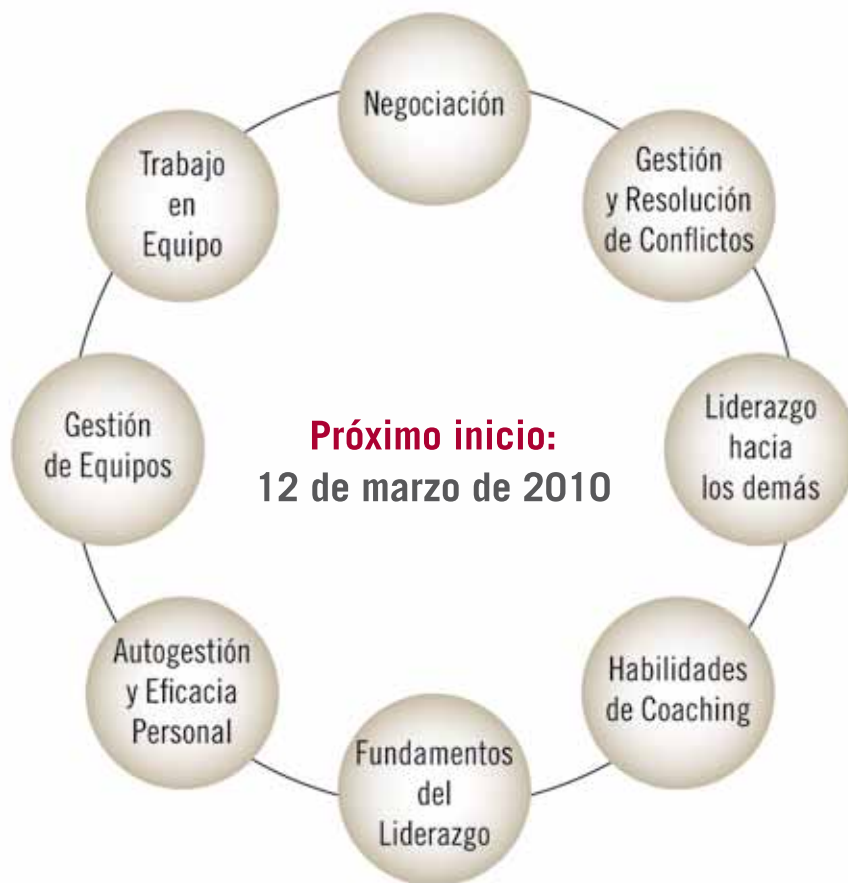 Negociación
Gestión
y Resolución
de Conflictos
Liderazgo
hacia
los demás
Habilidades
de Coaching
Fundamentos
del
Liderazgo
Autogestión
y Eficacia
Personal
Gestión
de Equipos
Trabajo
en
Equipo
Próximo inicio:
12 de marzo de 2010